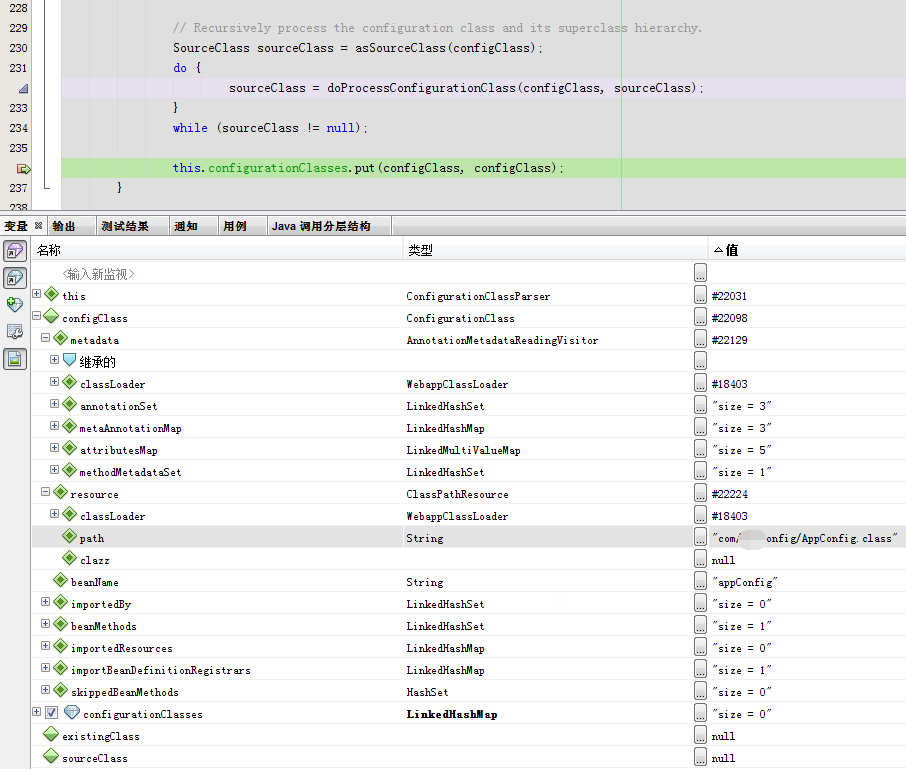 228
229 // Recursively process the configuration class and its superclass hierarchy.
230 SourceClass sourceClass = asSourceClass(configClass);
231 do {
sourceClass = doProcessConfigurationClass(configClass, sourceClass);
233 }
234 while (sourceClass != null);
235
this.configurationClasses.put(configClass, configClass);
237 }
238
变量 输出 测试结果 通知 用例 Java 调用分层结构
名称 类型 值
<输入新监视> ...
this ConfigurationClassParser ... #22031
configClass ConfigurationClass ... #22098
metadata AnnotationMetadataReadingVisitor ... #22129
继承的 ...
classLoader WebappClassLoader ... #18403
annotationSet LinkedHashSet ... "size = 3"
metaAnnotationMap LinkedHashMap ... "size = 3"
attributesMap LinkedMultiValueMap ... "size = 5"
methodMetadataSet LinkedHashSet ... "size = 1"
resource ClassPathResource ... #22224
classLoader WebappClassLoader ... #18403
path String ... "com/ onfig/AppConfig.class"
clazz ... null
beanName String ... "appConfig"
importedBy LinkedHashSet ... "size = 0"
beanMethods LinkedHashSet ... "size = 1"
importedResources LinkedHashMap ... "size = 0"
importBeanDefinitionRegistrars LinkedHashMap ... "size = 1"
skippedBeanMethods HashSet ... "size = 0"
configurationClasses LinkedHashMap ... "size = 0"
existingClass ... null
sourceClass ... null